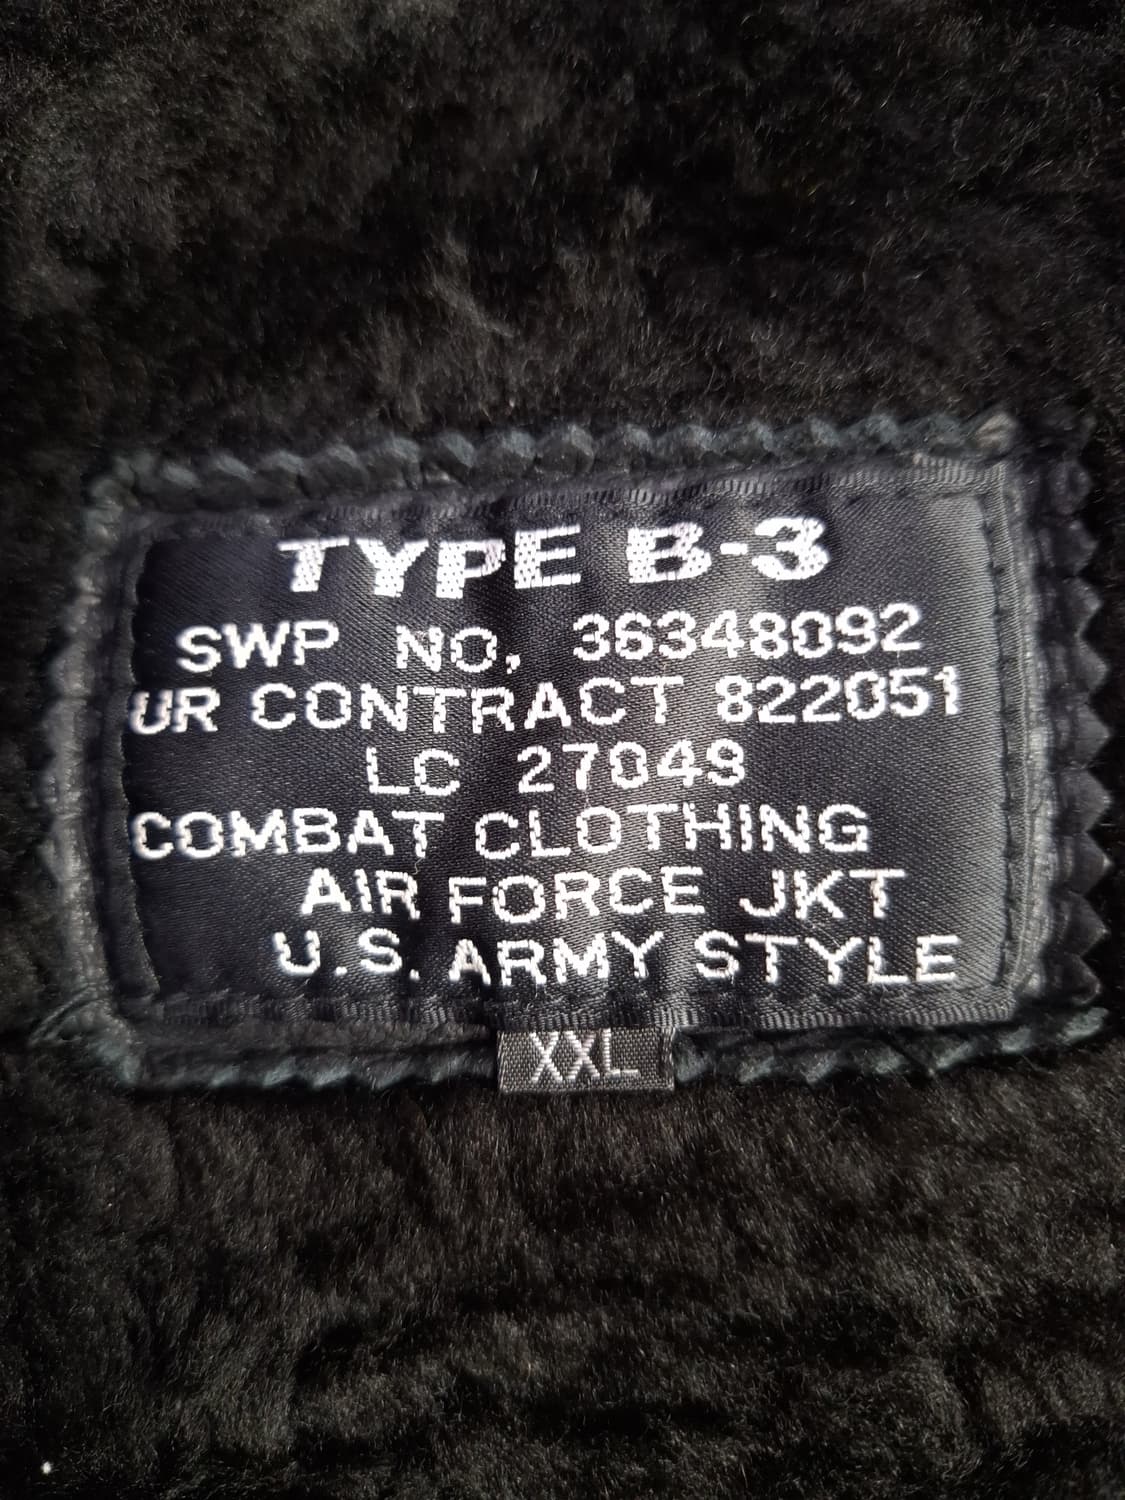 TYPE B-3
SWP NO, 36348092
UR CONTRACT 822051
LC 27049
COMBAT CLOTHING
AIR FORCE JKT
U.S. ARMY STYLE
XXL